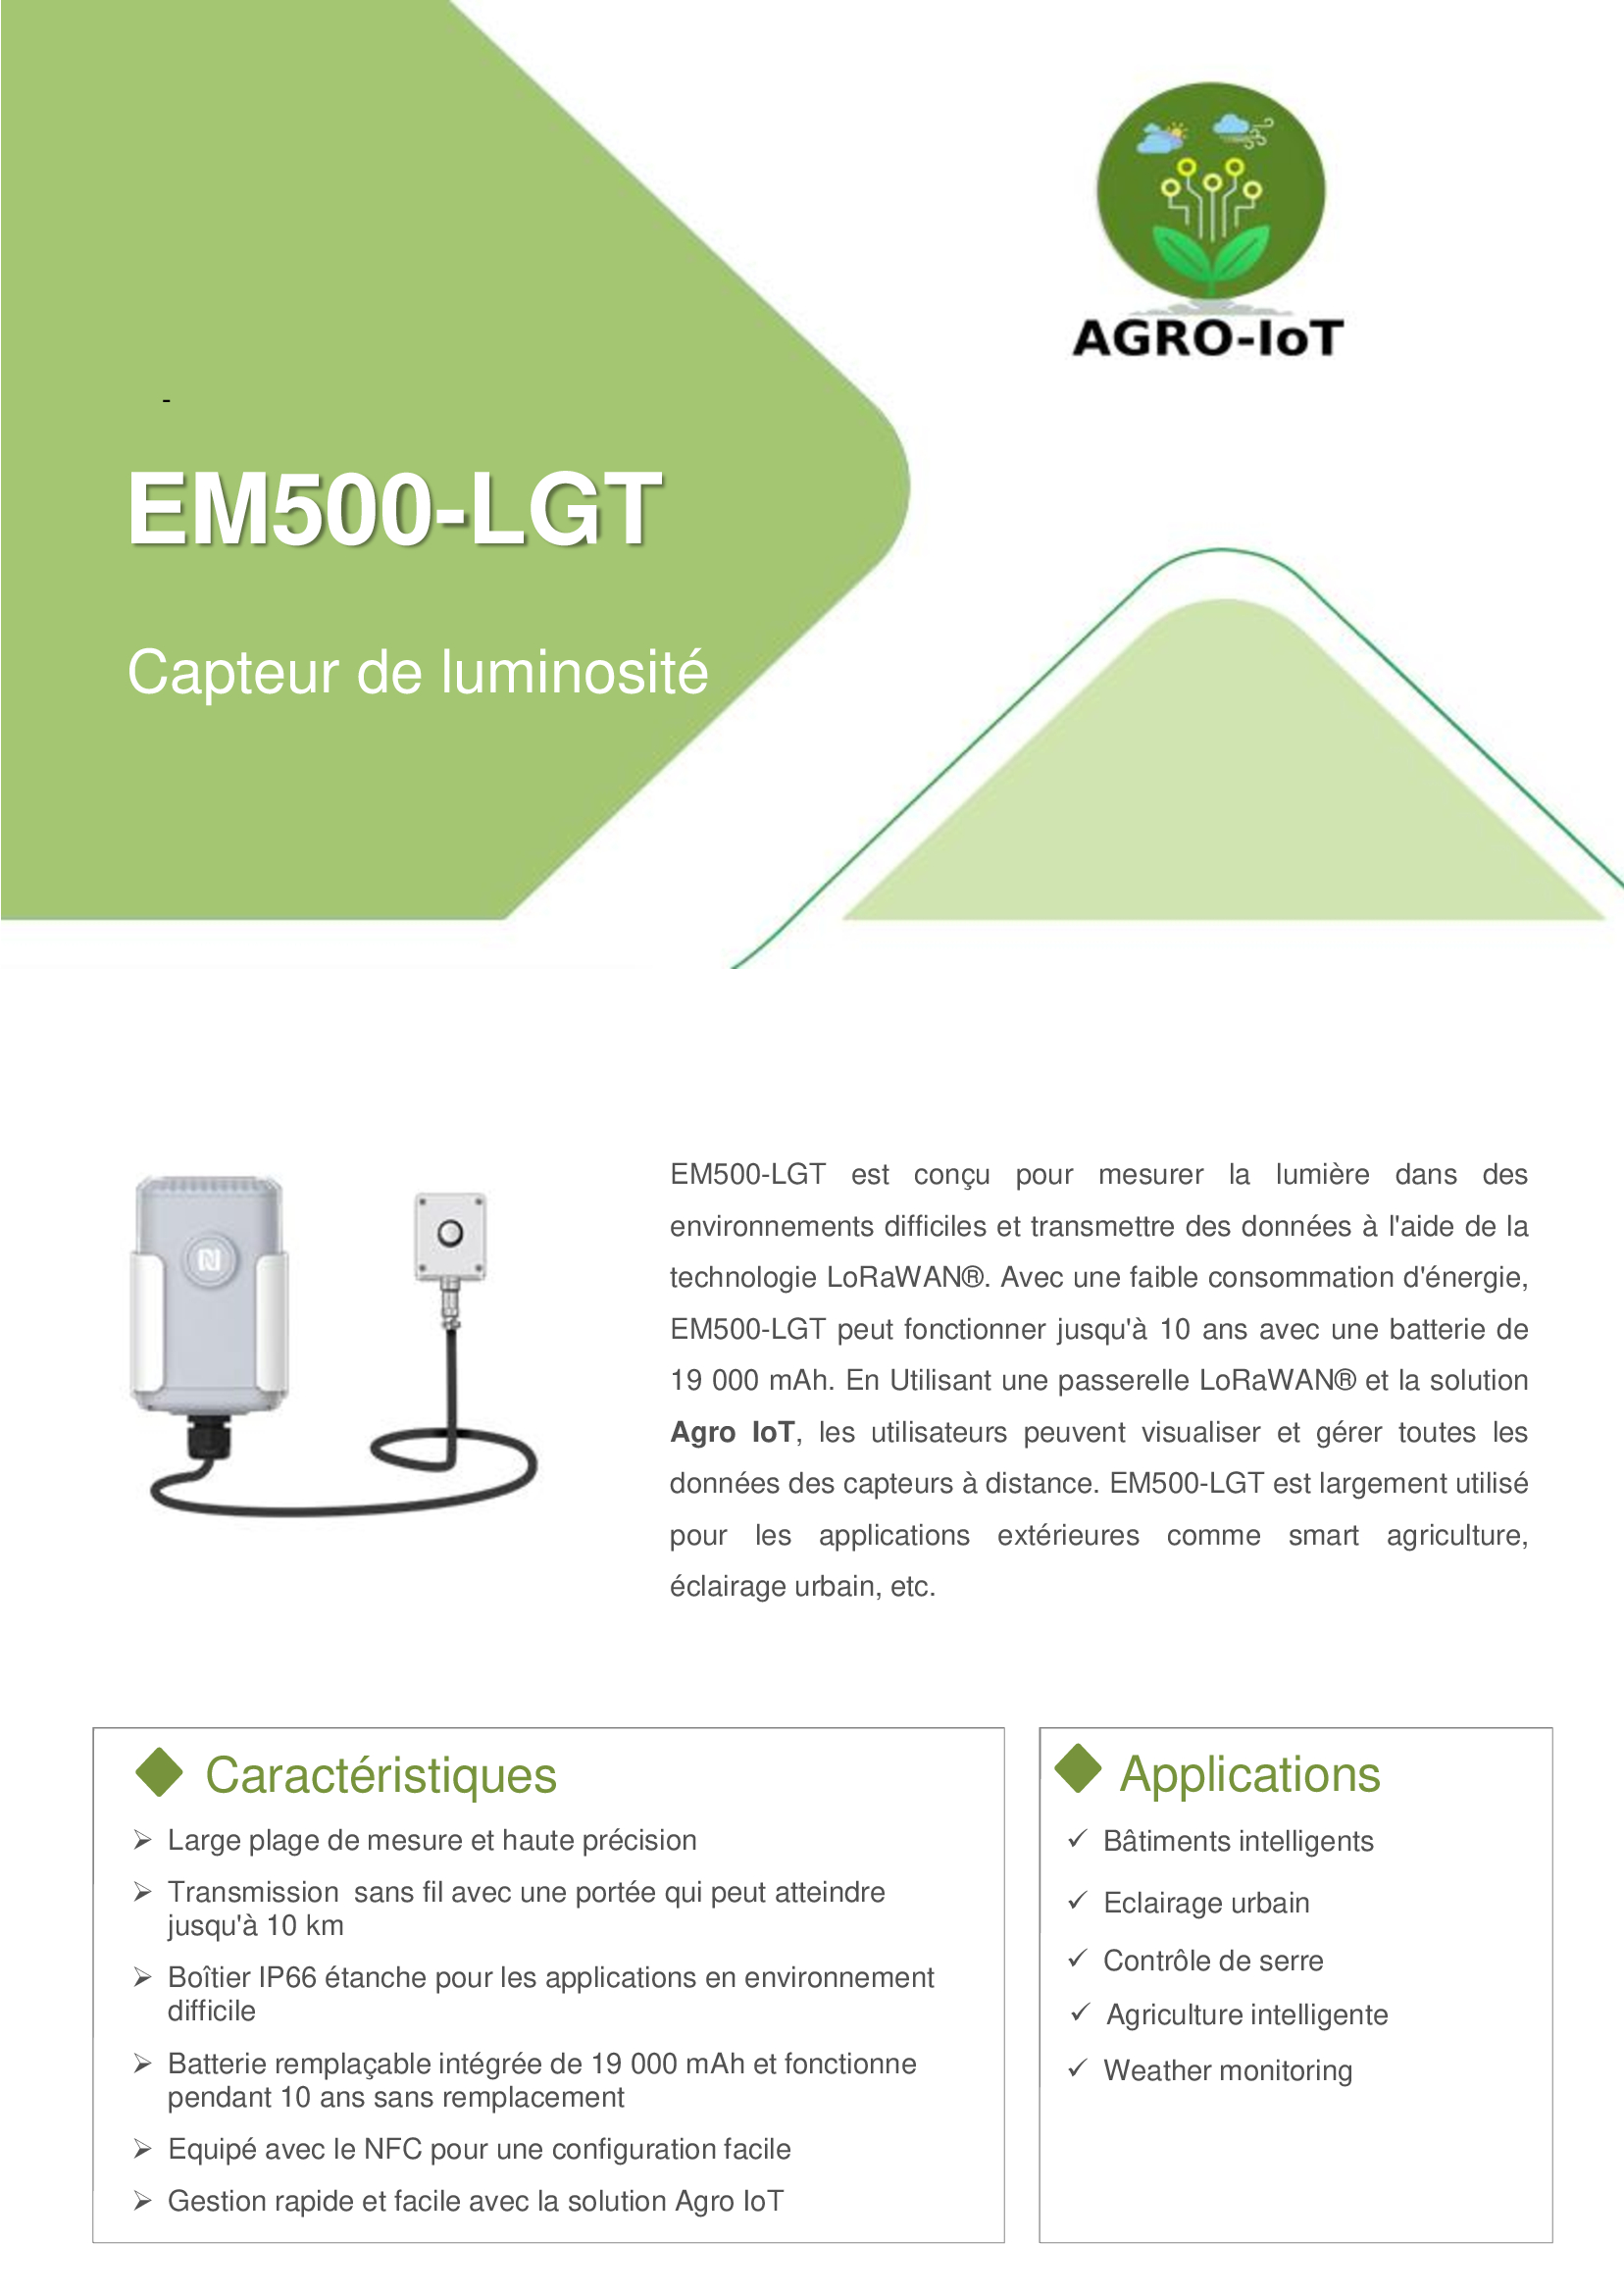 AGRO-IoT
-
EM500-LGT
Capteur de luminosité
EM500-LGT est conçu pour mesurer la lumière dans des
environnements difficiles et transmettre des données à l'aide de la
technologie LoRaWAN®. Avec une faible consommation d'énergie,
EM500-LGT peut fonctionner jusqu'à 10 ans avec une batterie de
19 000 mAh. En Utilisant une passerelle LoRaWAN® et la solution
Agro IoT, les utilisateurs peuvent visualiser et gérer toutes les
données des capteurs à distance. EM500-LGT est largement utilisé
pour les applications extérieures comme smart agriculture,
éclairage urbain, etc.
Caractéristiques
Large plage de mesure et haute précision
Transmission sans fil avec une portée qui peut atteindre
jusqu'à 10 km
Boîtier IP66 étanche pour les applications en environnement
difficile
Batterie remplaçable intégrée de 19 000 mAh et fonctionne
pendant 10 ans sans remplacement
Equipé avec le NFC pour une configuration facile
Gestion rapide et facile avec la solution Agro IoT
Applications
Bâtiments intelligents
Eclairage urbain
Contrôle de serre
Agriculture intelligente
Weather monitoring